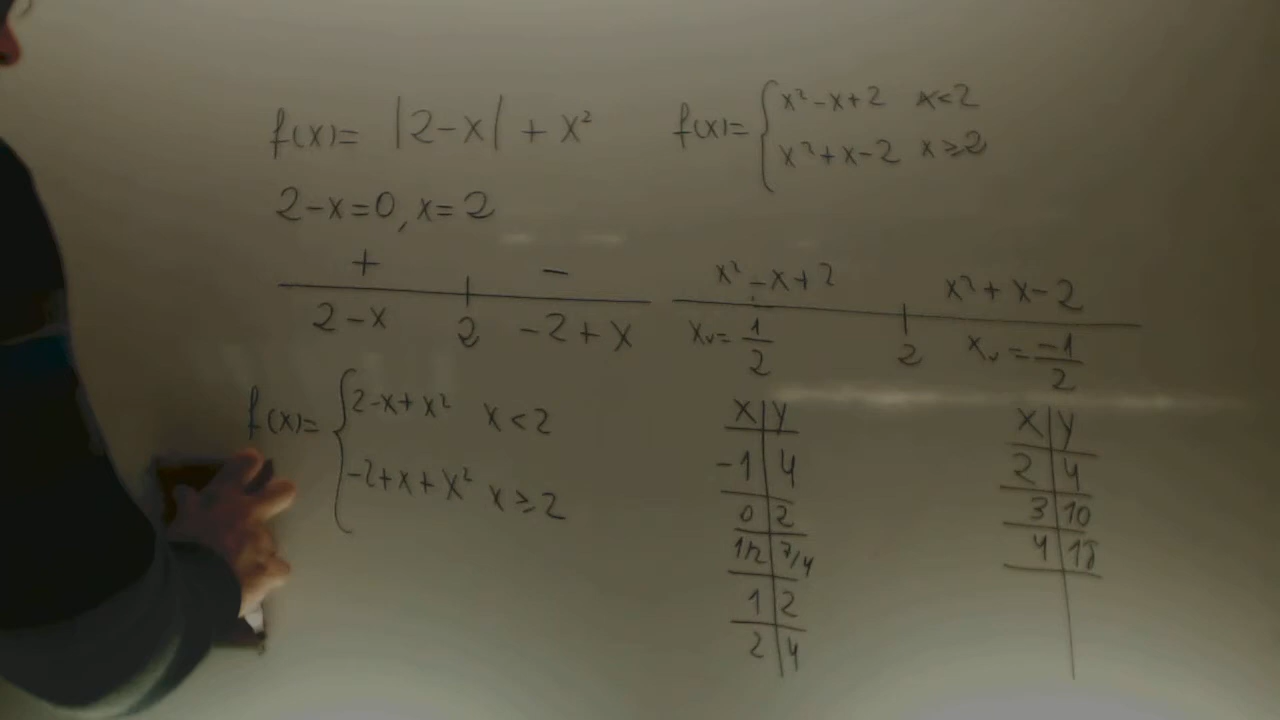 f(x)= |2-x| + x²
2-x=0, x=2
+ -
2-x 2 -2+x
f(x)= { 2-x+x² x<2
-2+x+x² x≥2
f(x)= { x²-x+2 x<2
x²+x-2 x≥2
x²-x+2 x²+x-2
xᵥ= 1/2 2 xᵥ = -1/2
x | y
-1 | 4
0 | 2
1/2 | 7/4
1 | 2
2 | 4
x | y
2 | 4
3 | 10
4 | 18